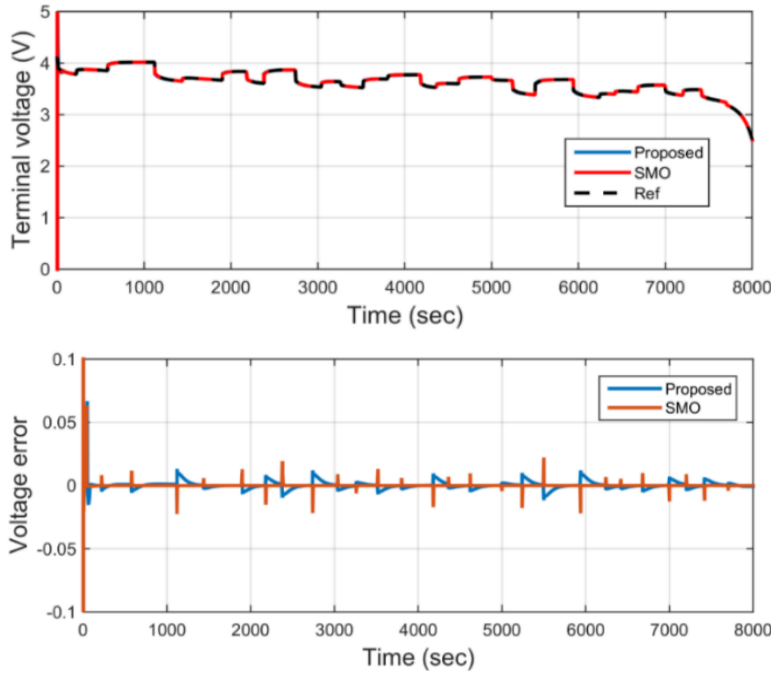 Terminal voltage (V)
5
4
3
2
1
0
Proposed
SMO
Ref
0 1000 2000 3000 4000 5000 6000 7000 8000
Time (sec)
Voltage error
0.1
0.05
0
-0.05
-0.1
Proposed
SMO
0 1000 2000 3000 4000 5000 6000 7000 8000
Time (sec)